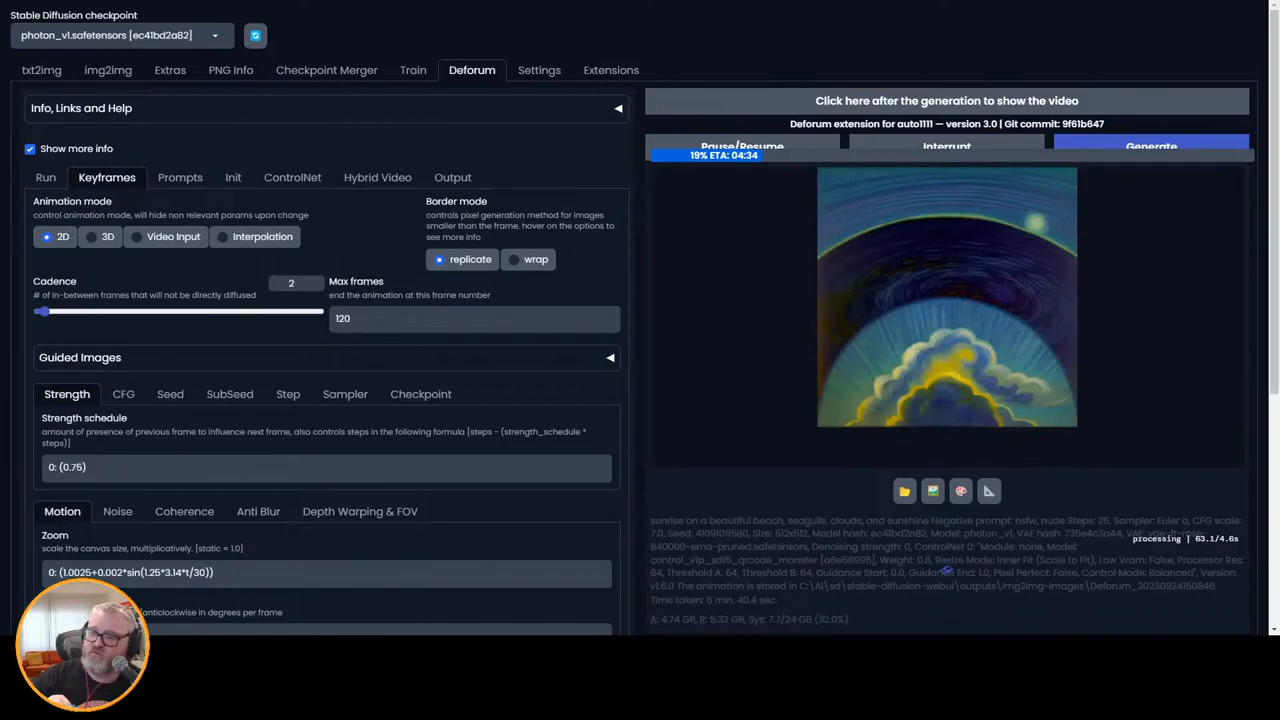 Stable Diffusion checkpoint
photon_v1.safetensors [ec41bd2a82]
txt2img img2img Extras PNG Info Checkpoint Merger Train Deforum Settings Extensions
Info, Links and Help
Show more info
Run Keyframes Prompts Init ControlNet Hybrid Video Output
Animation mode
control animation mode, will hide non relevant params upon change
2D 3D Video Input Interpolation
Border mode
controls pixel generation method for images
smaller than the frame. hover on the options to
see more info
replicate wrap
Cadence
# of in-between frames that will not be directly diffused
2
Max frames
end the animation at this frame number
120
Guided Images
Strength CFG Seed SubSeed Step Sampler Checkpoint
Strength schedule
amount of presence of previous frame to influence next frame, also controls steps in the following formula [steps - (strength_schedule *
steps)]
0: (0.75)
Motion Noise Coherence Anti Blur Depth Warping & FOV
Zoom
scale the canvas size, multiplicatively. [static = 1.0]
0: (1.0025+0.002*sin(1.25*3.14*t/30))
/anticlockwise in degrees per frame
Click here after the generation to show the video
Deforum extension for auto1111 — version 3.0 | Git commit: 9f61b647
Pause/Resume Interrupt Generate
19% ETA: 04:34
sunrise on a beautiful beach, seagulls, clouds, and sunshine Negative prompt: nsfw, nude Steps: 25, Sampler: Euler a, CFG scale:
7.0, Seed: 4109109580, Size: 512x512, Model hash: ec41bd2a82, Model: photon_v1, VAE hash: 735e4c3a44, VAE:
840000-ema-pruned.safetensors, Denoising strength: 0, ControlNet 0: "Module: none, Model:
processing | 63.1/4.6s
control_v1p_sd15_qrcode_monster [a6e58995], Weight: 0.8, Resize Mode: Inner Fit (Scale to Fit), Low Vram: False, Processor Res:
64, Threshold A: 64, Threshold B: 64, Guidance Start: 0.0, Guidance End: 1.0, Pixel Perfect: False, Control Mode: Balanced", Version:
v1.6.0 The animation is stored in C:\AI\sd\stable-diffusion-webui\outputs\img2img-images\Deforum_20230924150846
Time taken: 6 min. 40.4 sec.
A: 4.74 GB, R: 5.32 GB, Sys: 7.7/24 GB (32.0%)